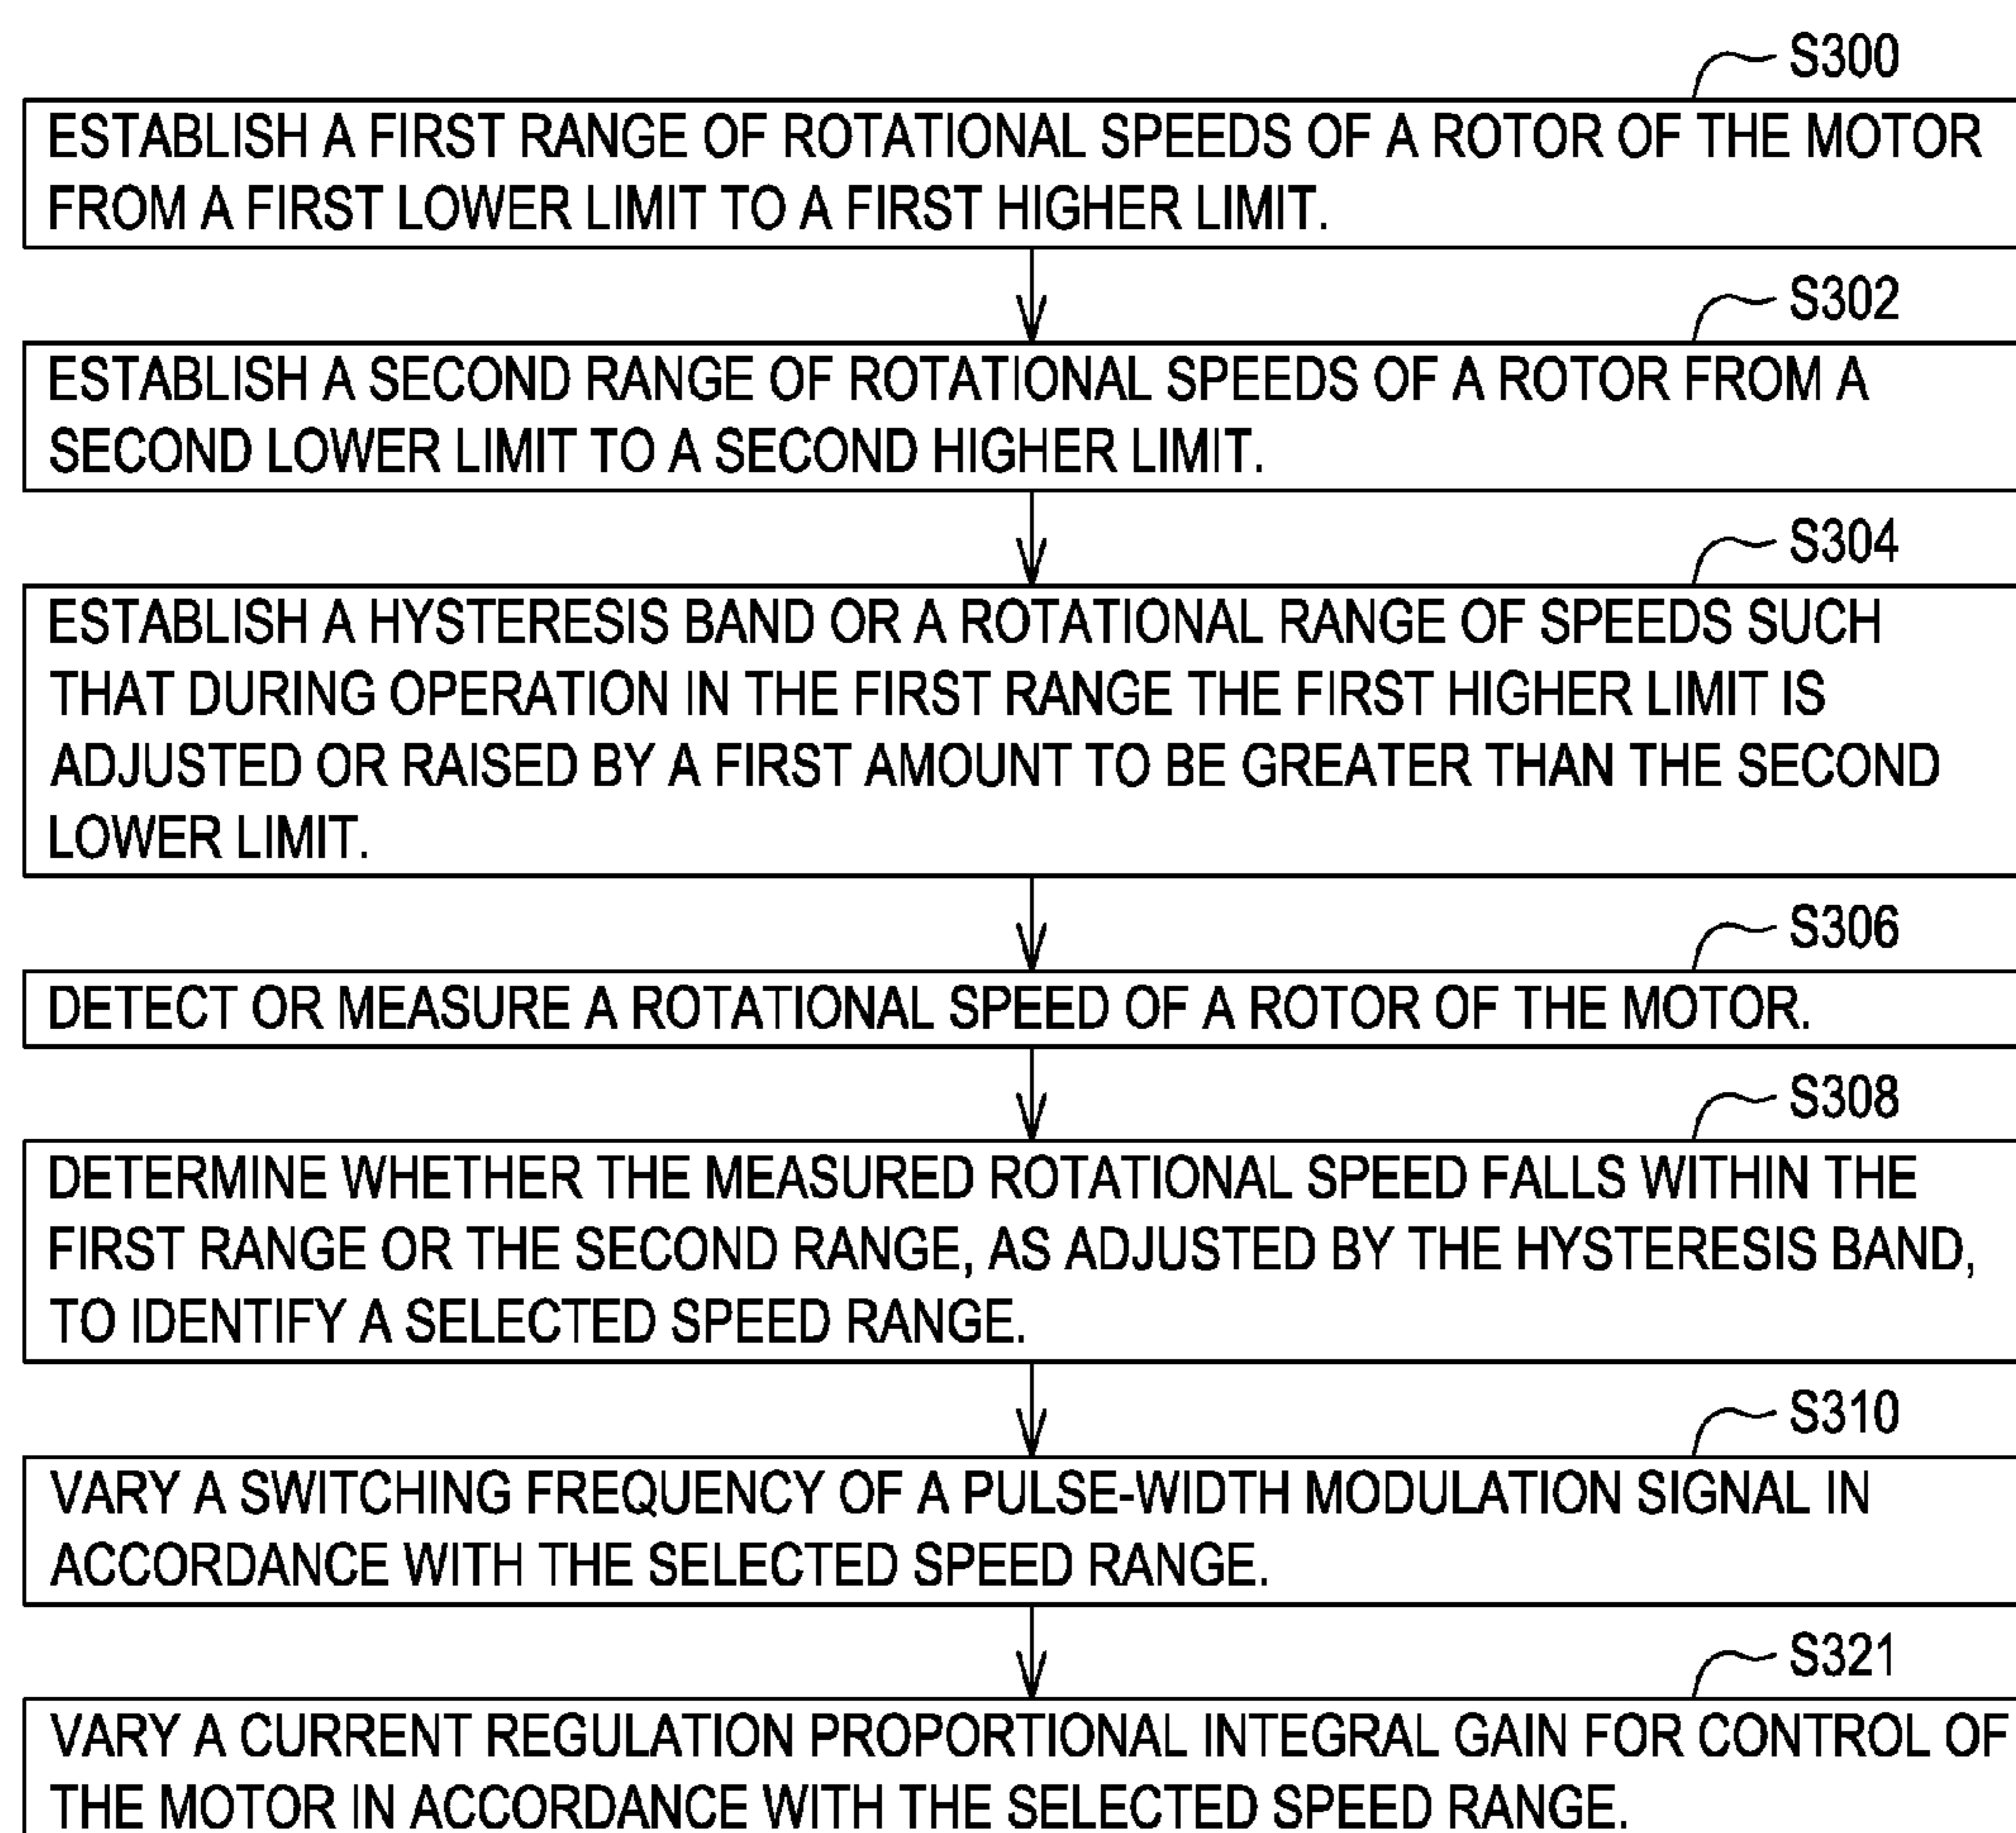 S300
ESTABLISH A FIRST RANGE OF ROTATIONAL SPEEDS OF A ROTOR OF THE MOTOR
FROM A FIRST LOWER LIMIT TO A FIRST HIGHER LIMIT.
S302
ESTABLISH A SECOND RANGE OF ROTATIONAL SPEEDS OF A ROTOR FROM A
SECOND LOWER LIMIT TO A SECOND HIGHER LIMIT.
S304
ESTABLISH A HYSTERESIS BAND OR A ROTATIONAL RANGE OF SPEEDS SUCH
THAT DURING OPERATION IN THE FIRST RANGE THE FIRST HIGHER LIMIT IS
ADJUSTED OR RAISED BY A FIRST AMOUNT TO BE GREATER THAN THE SECOND
LOWER LIMIT.
S306
DETECT OR MEASURE A ROTATIONAL SPEED OF A ROTOR OF THE MOTOR.
S308
DETERMINE WHETHER THE MEASURED ROTATIONAL SPEED FALLS WITHIN THE
FIRST RANGE OR THE SECOND RANGE, AS ADJUSTED BY THE HYSTERESIS BAND,
TO IDENTIFY A SELECTED SPEED RANGE.
S310
VARY A SWITCHING FREQUENCY OF A PULSE-WIDTH MODULATION SIGNAL IN
ACCORDANCE WITH THE SELECTED SPEED RANGE.
S321
VARY A CURRENT REGULATION PROPORTIONAL INTEGRAL GAIN FOR CONTROL OF
THE MOTOR IN ACCORDANCE WITH THE SELECTED SPEED RANGE.